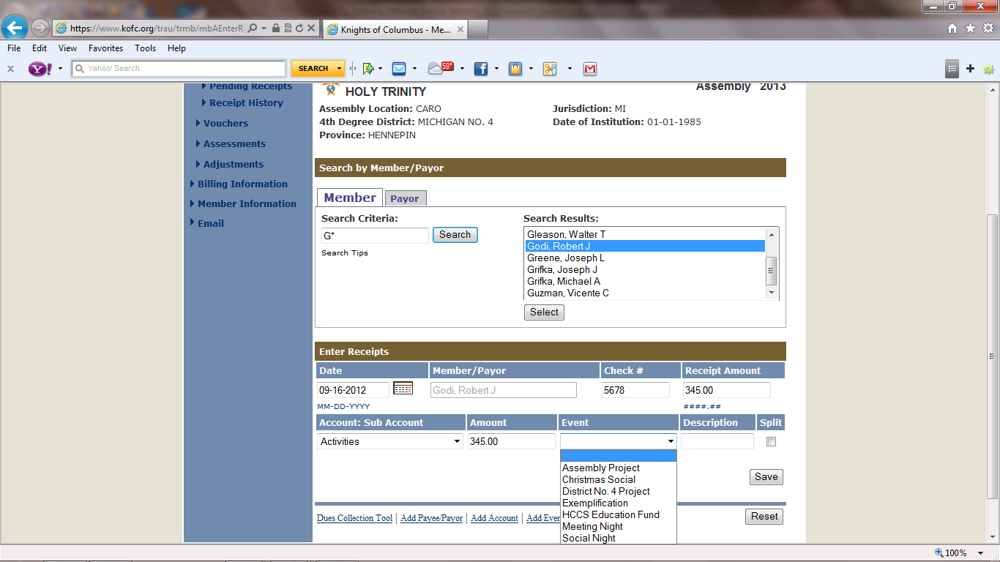 https://www.kofc.org/trau/trmb/mbAEnterR
Knights of Columbus - Me...
File Edit View Favorites Tools Help
Yahoo! Search
SEARCH
59°
Pending Receipts
Receipt History
Vouchers
Assessments
Adjustments
Billing Information
Member Information
Email
HOLY TRINITY
Assembly 2013
Assembly Location: CARO
Jurisdiction: MI
4th Degree District: MICHIGAN NO. 4
Date of Institution: 01-01-1985
Province: HENNEPIN
Search by Member/Payor
Member Payor
Search Criteria:
G*
Search
Search Tips
Search Results:
Gleason, Walter T
Godi, Robert J
Greene, Joseph L
Grifka, Joseph J
Grifka, Michael A
Guzman, Vicente C
Select
Enter Receipts
Date Member/Payor Check # Receipt Amount
09-16-2012 Godi, Robert J 5678 345.00
MM-DD-YYYY ####.##
Account: Sub Account Amount Event Description Split
Activities 345.00
Assembly Project
Christmas Social
District No. 4 Project
Exemplification
HCCS Education Fund
Meeting Night
Social Night
Save
Dues Collection Tool | Add Payee/Payor | Add Account | Add Even
Reset
100%